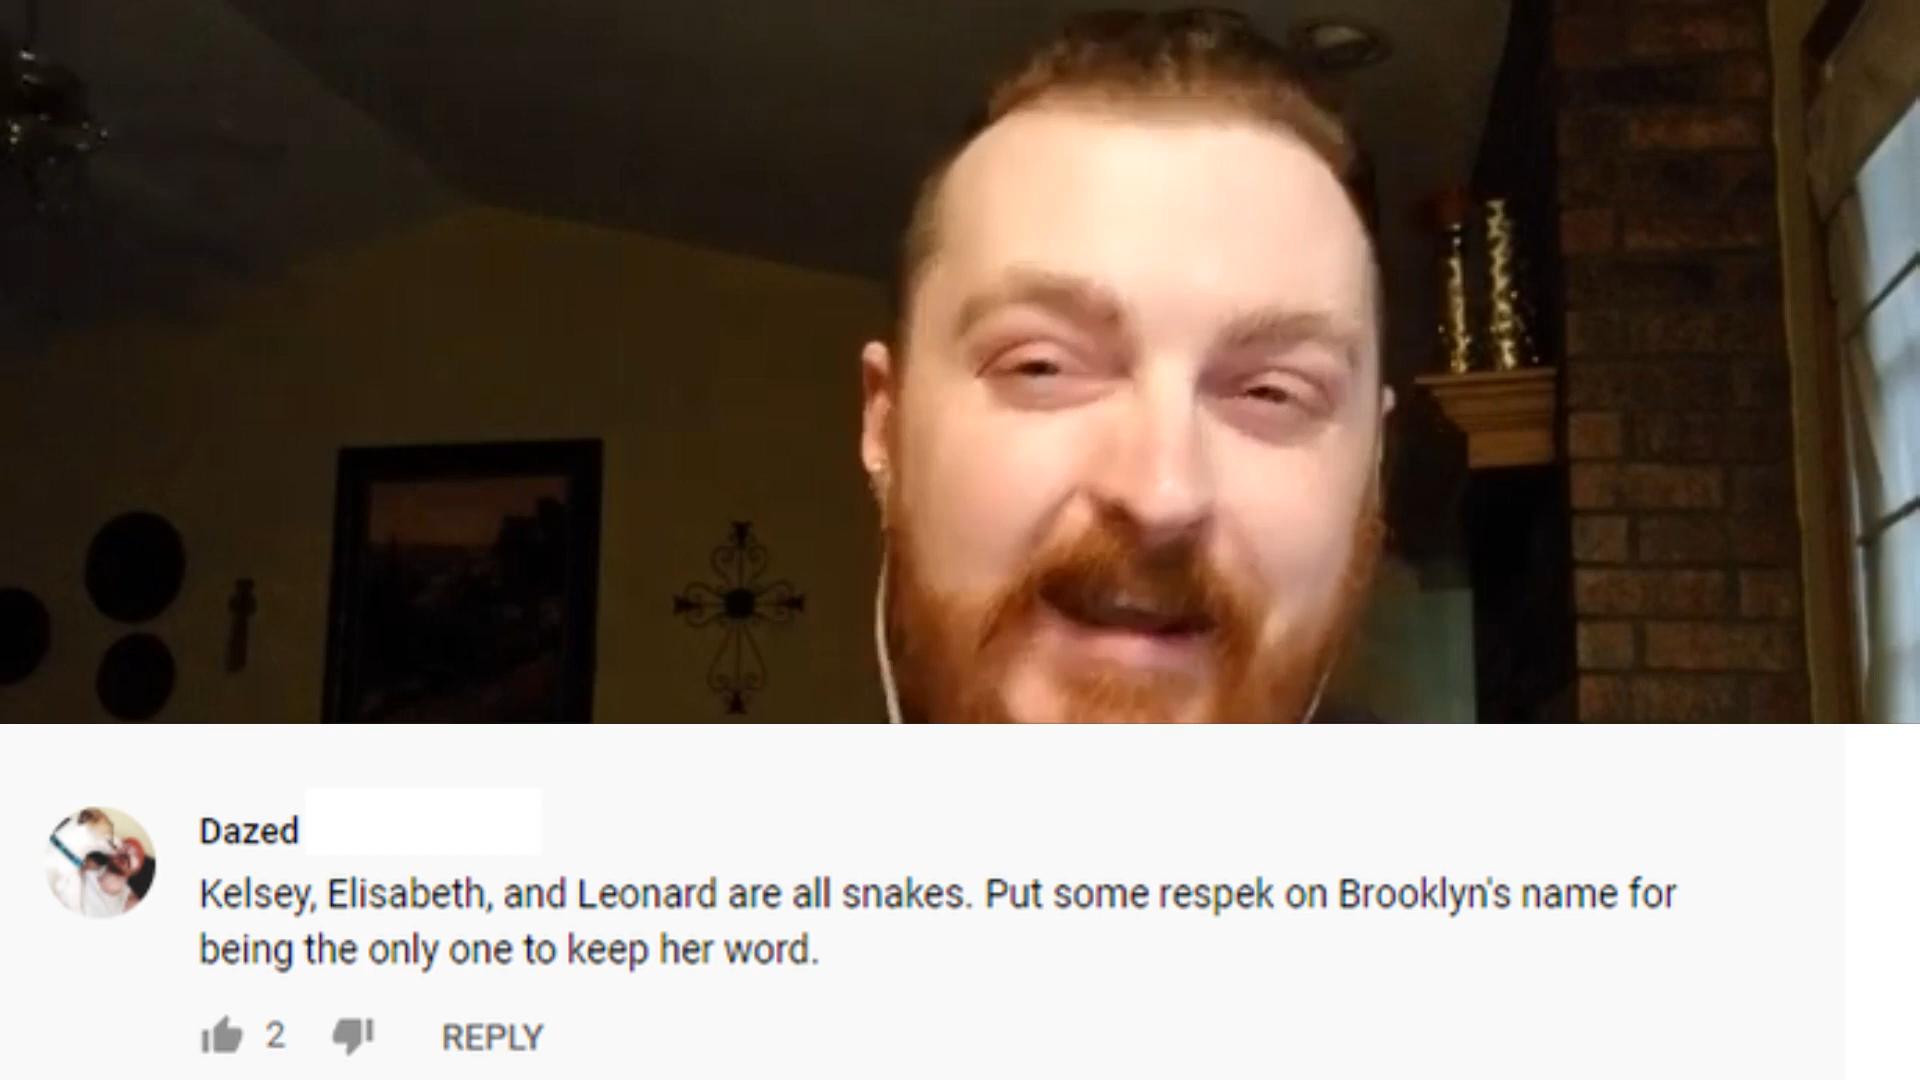 Dazed
Kelsey, Elisabeth, and Leonard are all snakes. Put some respek on Brooklyn's name for
being the only one to keep her word.
2
REPLY